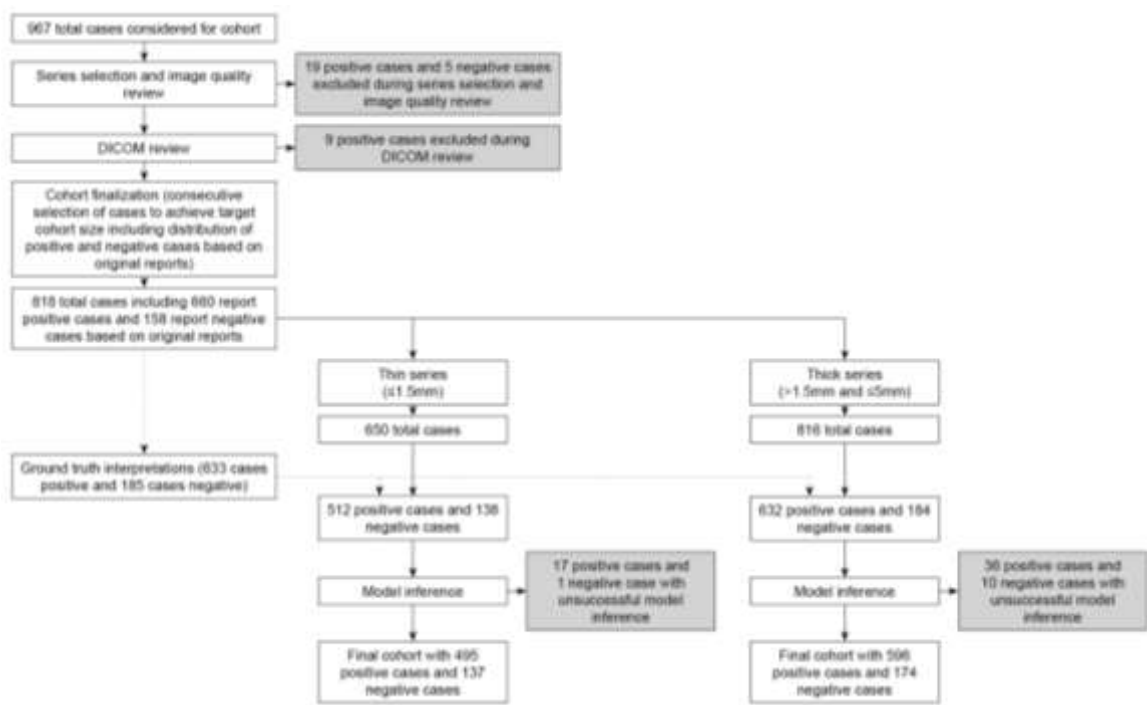 967 total cases considered for cohort
Series selection and image quality
review
19 positive cases and 5 negative cases
excluded during series selection and
image quality review
DICOM review
9 positive cases excluded during
DICOM review
Cohort finalization (consecutive
selection of cases to achieve target
cohort size including distribution of
positive and negative cases based on
original reports)
818 total cases including 660 report
positive cases and 158 report negative
cases based on original reports
Thin series
(≤1.5mm)
Thick series
(>1.5mm and ≤5mm)
650 total cases
816 total cases
Ground truth interpretations (633 cases
positive and 185 cases negative)
512 positive cases and 138
negative cases
632 positive cases and 184
negative cases
Model inference
17 positive cases and
1 negative case with
unsuccessful model
inference
Model inference
36 positive cases and
10 negative cases with
unsuccessful model
inference
Final cohort with 495
positive cases and 137
negative cases
Final cohort with 596
positive cases and 174
negative cases